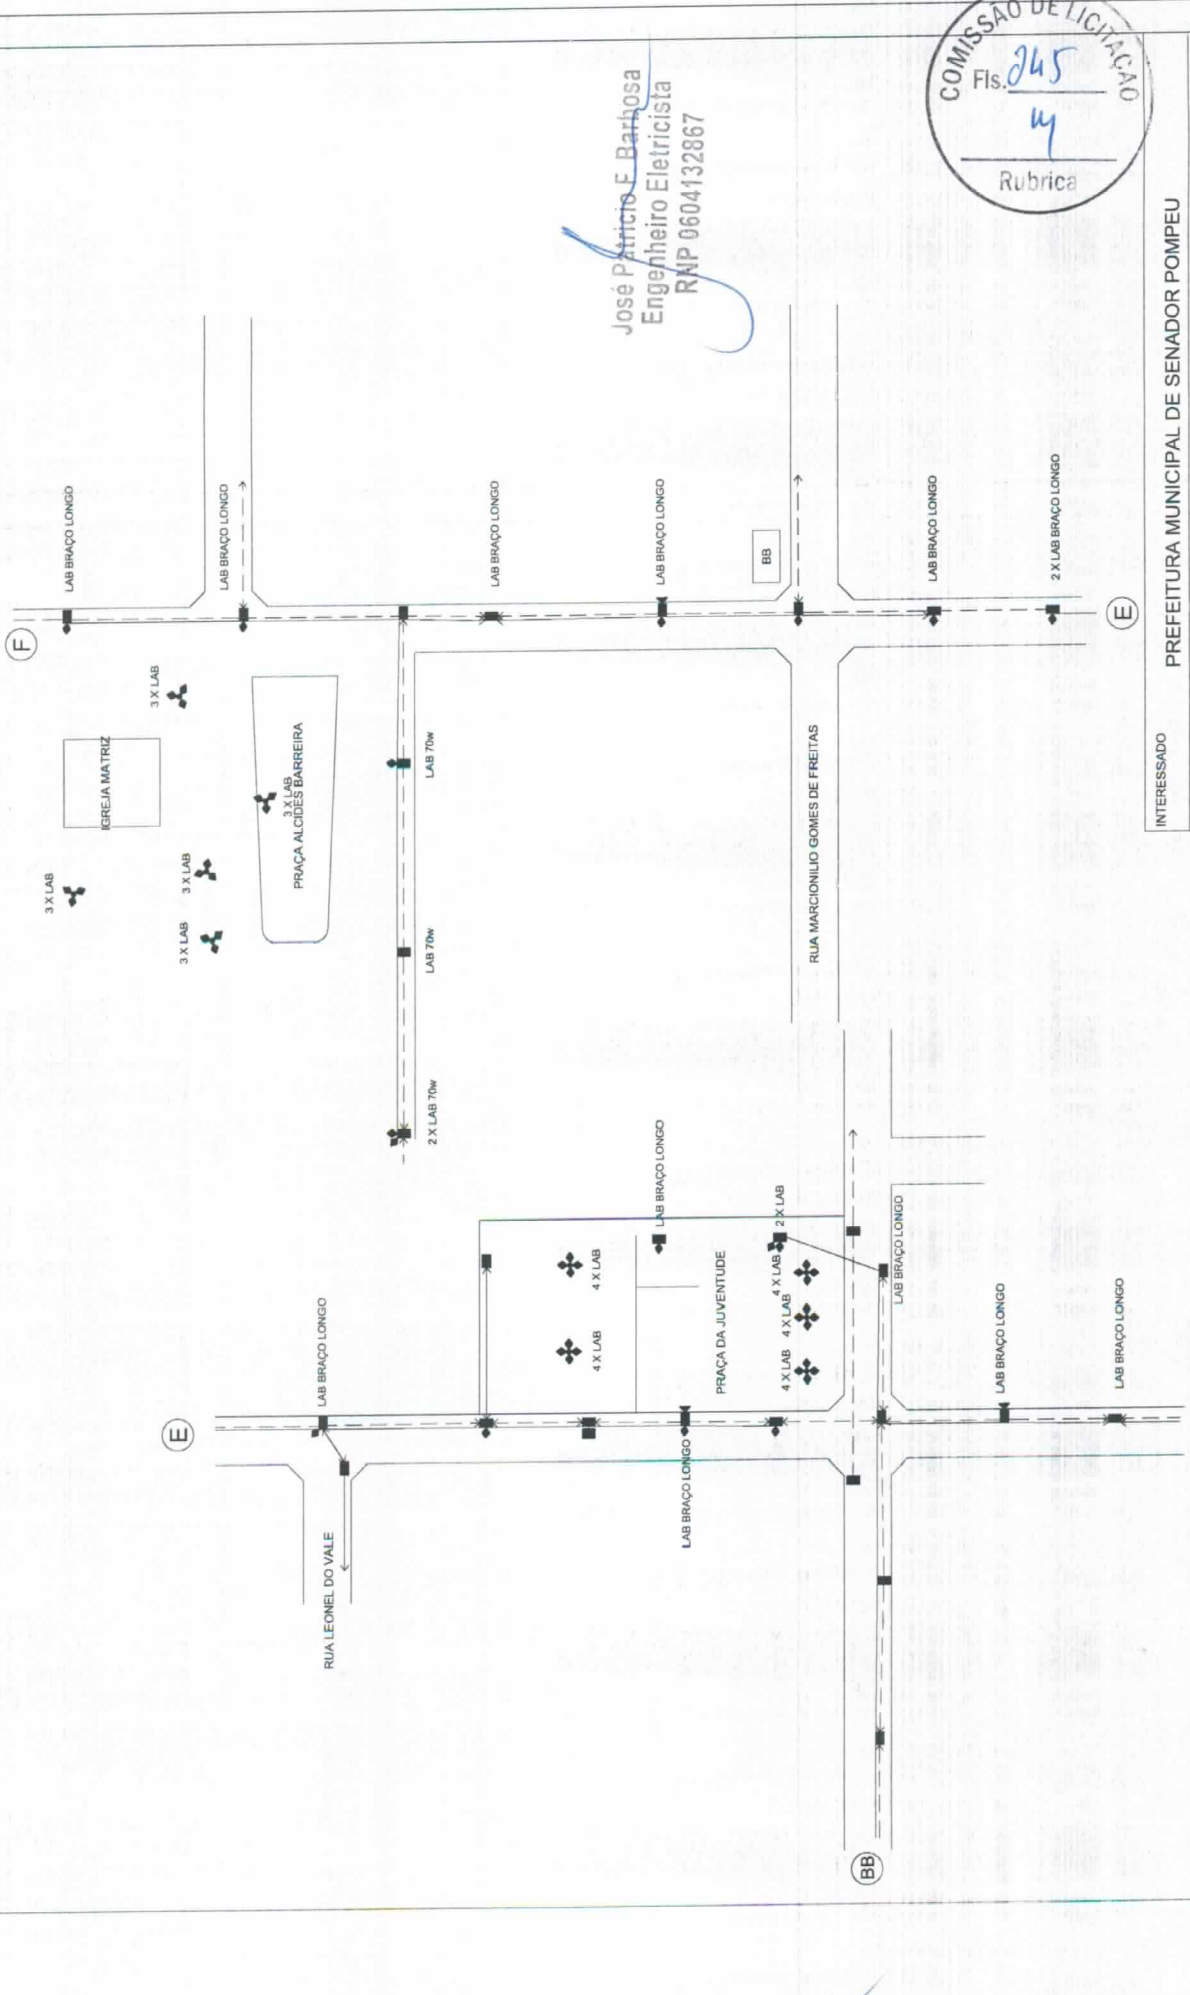 COMISSÃO DE LICITAÇÃO
Fls. 245
Rubrica
José Patricio F. Barbosa
Engenheiro Eletricista
RNP 0604132867
F
LAB BRAÇO LONGO
LAB BRAÇO LONGO
LAB BRAÇO LONGO
LAB BRAÇO LONGO
BB
LAB BRAÇO LONGO
2 X LAB BRAÇO LONGO
E
3 X LAB
IGREJA MATRIZ
3 X LAB
3 X LAB
3 X LAB
3 X LAB
PRAÇA ALCIDES BARREIRA
LAB 70w
LAB 70w
2 X LAB 70w
RUA MARCIONILIO GOMES DE FREITAS
E
LAB BRAÇO LONGO
RUA LEONEL DO VALE
4 X LAB
4 X LAB
LAB BRAÇO LONGO
PRAÇA DA JUVENTUDE
LAB BRAÇO LONGO
2 X LAB
4 X LAB
4 X LAB
4 X LAB
LAB BRAÇO LONGO
LAB BRAÇO LONGO
LAB BRAÇO LONGO
BB
INTERESSADO
PREFEITURA MUNICIPAL DE SENADOR POMPEU